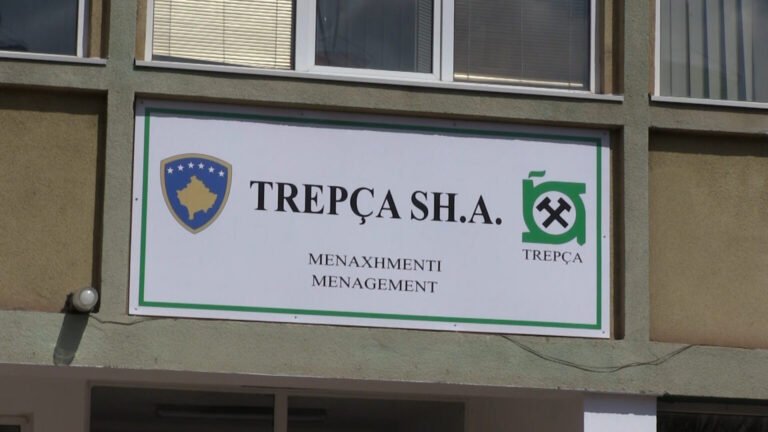 TREPÇA SH.A.
MENAXHMENTI
MENAGEMENT
TREPÇA